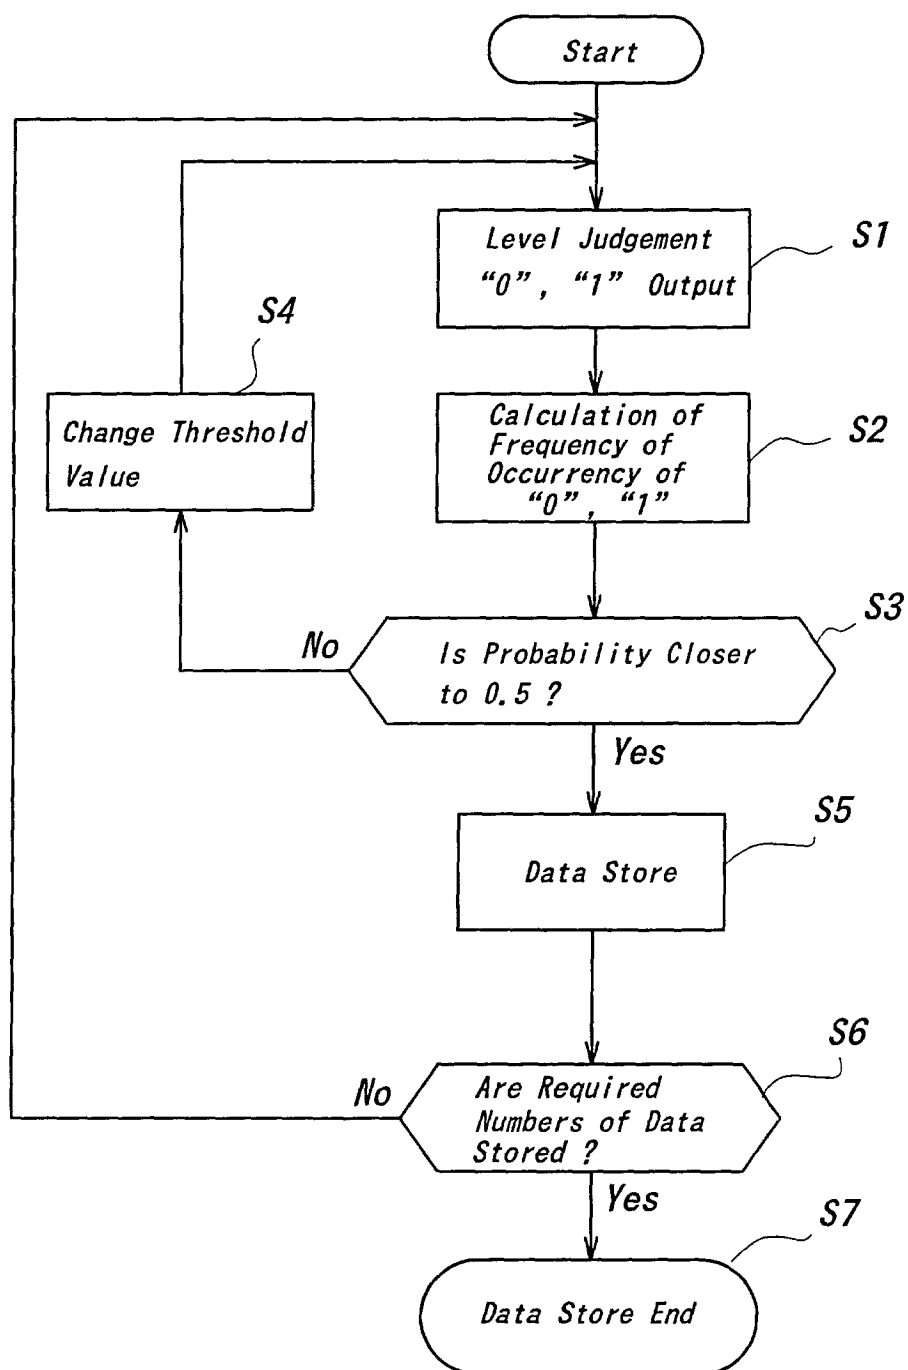 Start
Level Judgement
“0”, “1” Output
S1
S4
Change Threshold
Value
Calculation of
Frequency of
Occurrency of
“0”, “1”
S2
S3
No
Is Probability Closer
to 0.5 ?
Yes
S5
Data Store
S6
No
Are Required
Numbers of Data
Stored ?
Yes
S7
Data Store End